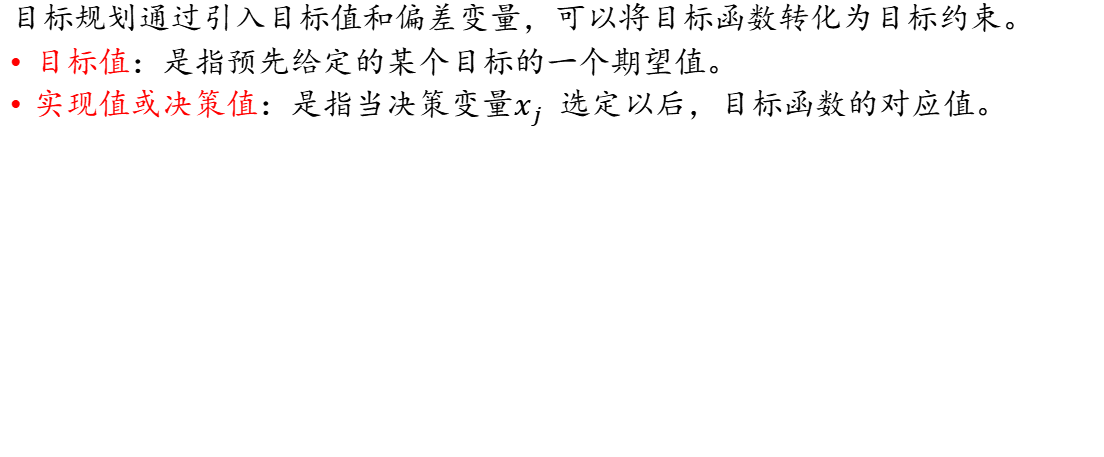 目标规划通过引入目标值和偏差变量，可以将目标函数转化为目标约束。
• 目标值：是指预先给定的某个目标的一个期望值。
• 实现值或决策值：是指当决策变量xⱼ 选定以后，目标函数的对应值。